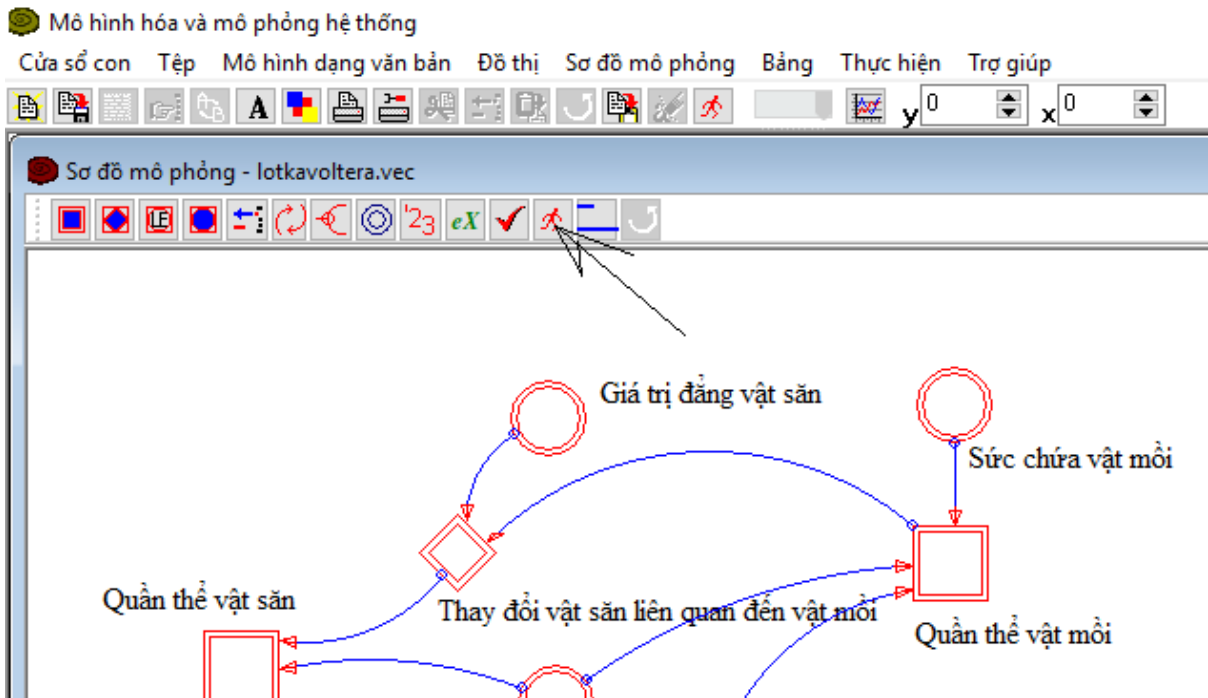 Mô hình hóa và mô phỏng hệ thống
Cửa sổ con Tệp Mô hình dạng văn bản Đồ thị Sơ đồ mô phỏng Bảng Thực hiện Trợ giúp
A y 0 x 0
Sơ đồ mô phỏng - lotkavoltera.vec
LE '23 eX
Giá trị đẳng vật săn
Sức chứa vật mồi
Quần thể vật săn
Thay đổi vật săn liên quan đến vật mồi
Quần thể vật mồi